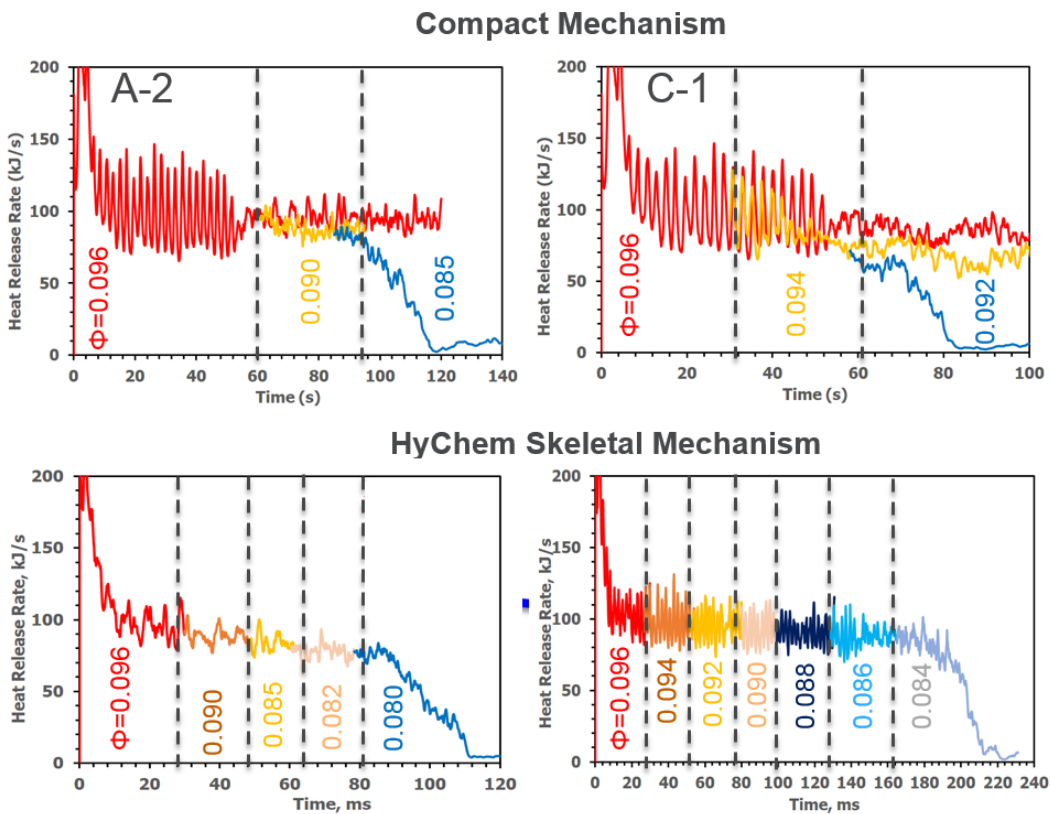 Compact Mechanism
A-2
200
150
100
50
0
Heat Release Rate (kJ/s)
Φ=0.096
0.090
0.085
0 20 40 60 80 100 120 140
Time (s)
C-1
200
150
100
50
0
Heat Release Rate (kJ/s)
Φ=0.096
0.094
0.092
0 20 40 60 80 100
Time (s)
HyChem Skeletal Mechanism
200
150
100
50
0
Heat Release Rate, kJ/s
Φ=0.096
0.090
0.085
0.082
0.080
0 20 40 60 80 100 120
Time, ms
200
150
100
50
0
Heat Release Rate, kJ/s
Φ=0.096
0.094
0.092
0.090
0.088
0.086
0.084
0 20 40 60 80 100 120 140 160 180 200 220 240
Time, ms